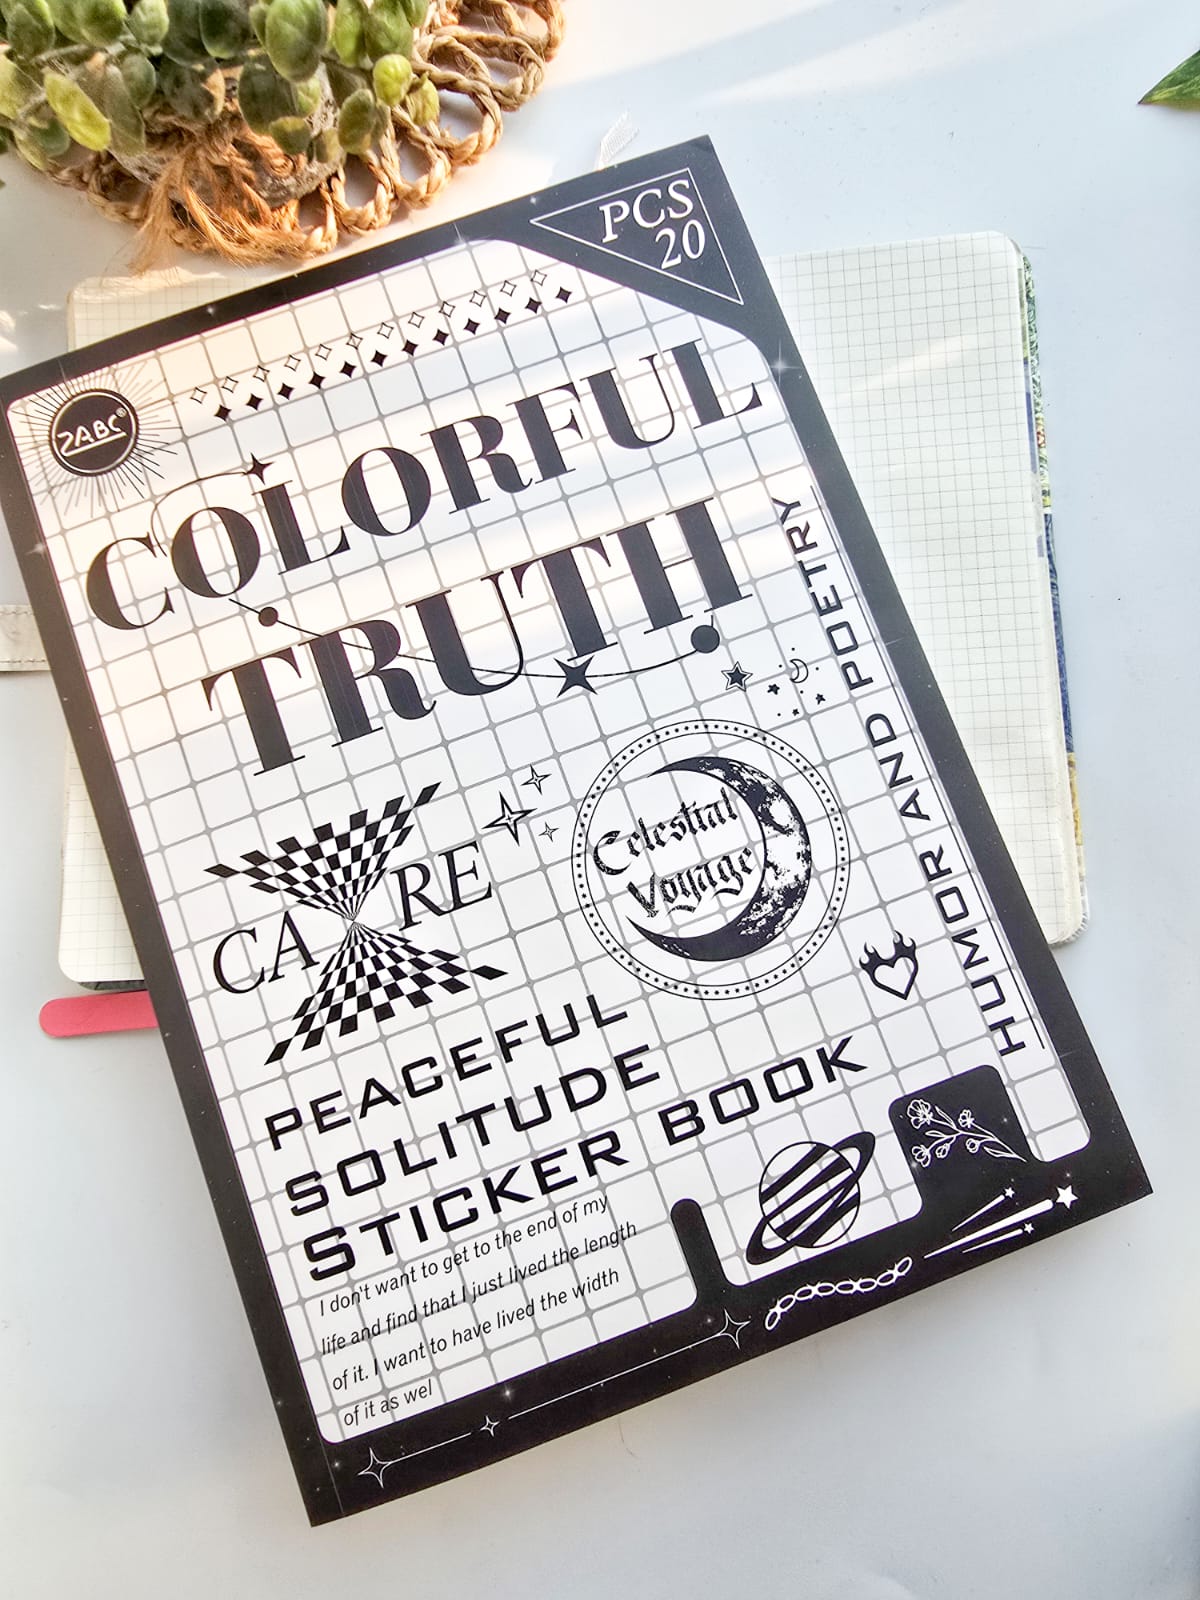 PCS
20
ZABC®
COLORFUL
TRUTH
HUMOR AND POETRY
CARE
Celestial
Voyage
PEACEFUL
SOLITUDE
STICKER BOOK
I don't want to get to the end of my
life and find that I just lived the length
of it. I want to have lived the width
of it as wel